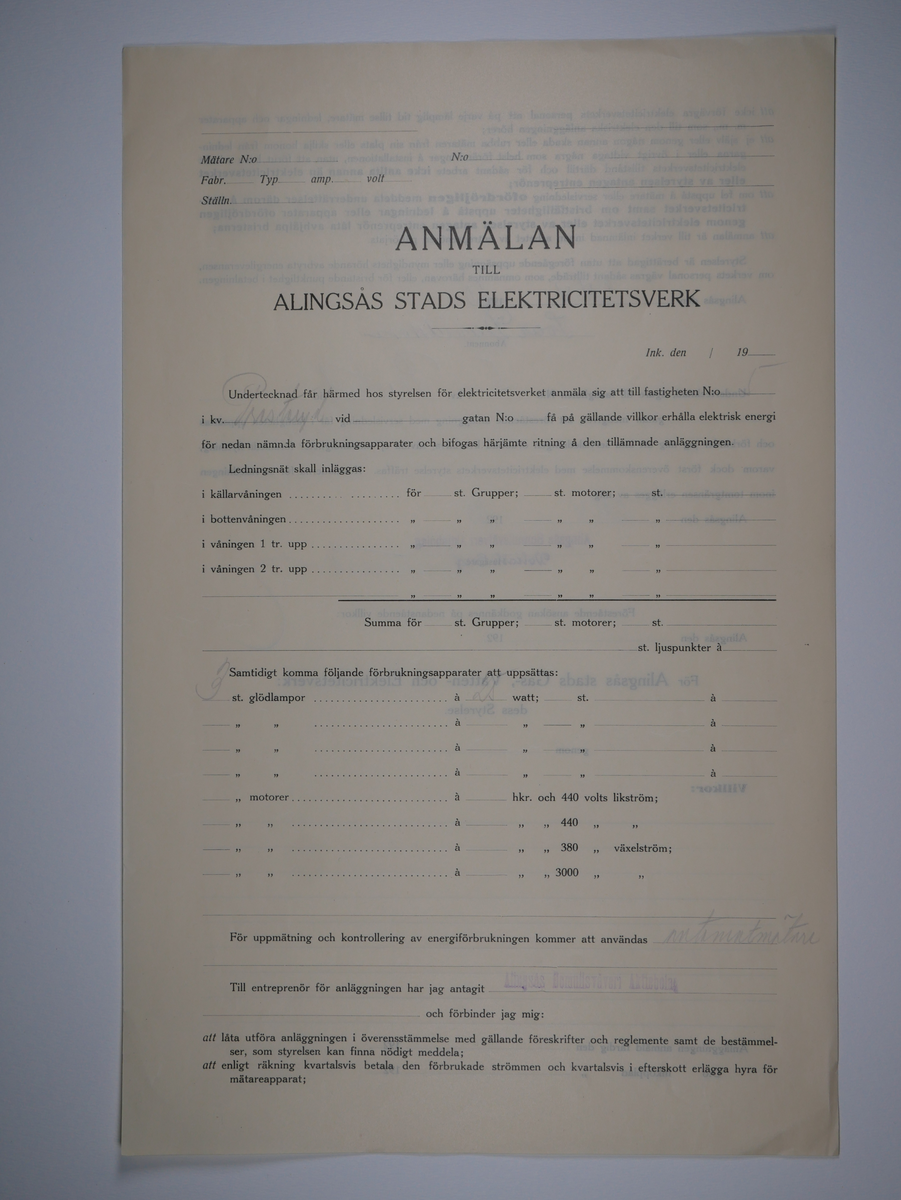 Mätare N:o N:o
Fabr. Typ amp. volt
Ställn.
ANMÄLAN
TILL
ALINGSÅS STADS ELEKTRICITETSVERK
Ink. den / 19
Undertecknad får härmed hos styrelsen för elektricitetsverket anmäla sig att till fastigheten N:o
i kv. vid gatan N:o få på gällande villkor erhålla elektrisk energi
för nedan nämnda förbrukningsapparater och bifogas härjämte ritning å den tillämnade anläggningen.
Ledningsnät skall inläggas:
i källarvåningen .................... för st. Grupper; st. motorer; st.
i bottenvåningen ................... „ „ „ „ „ „
i våningen 1 tr. upp ................ „ „ „ „ „ „
i våningen 2 tr. upp ................ „ „ „ „ „ „
„ „ „ „ „ „
Summa för st. Grupper; st. motorer; st.
st. ljuspunkter à
Samtidigt komma följande förbrukningsapparater att uppsättas:
st. glödlampor ........................ à watt; st. à
„ „ ........................ à „ „ à
„ „ ........................ à „ „ à
„ „ ........................ à „ „ à
„ motorer ............................ à hkr. och 440 volts likström;
„ „ ............................ à „ „ 440 „ „
„ „ ............................ à „ „ 380 „ växelström;
„ „ ............................ à „ „ 3000 „ „
För uppmätning och kontrollering av energiförbrukningen kommer att användas
Till entreprenör för anläggningen har jag antagit
och förbinder jag mig:
att låta utföra anläggningen i överensstämmelse med gällande föreskrifter och reglemente samt de bestämmel-
ser, som styrelsen kan finna nödigt meddela;
att enligt räkning kvartalsvis betala den förbrukade strömmen och kvartalsvis i efterskott erlägga hyra för
mätareapparat;